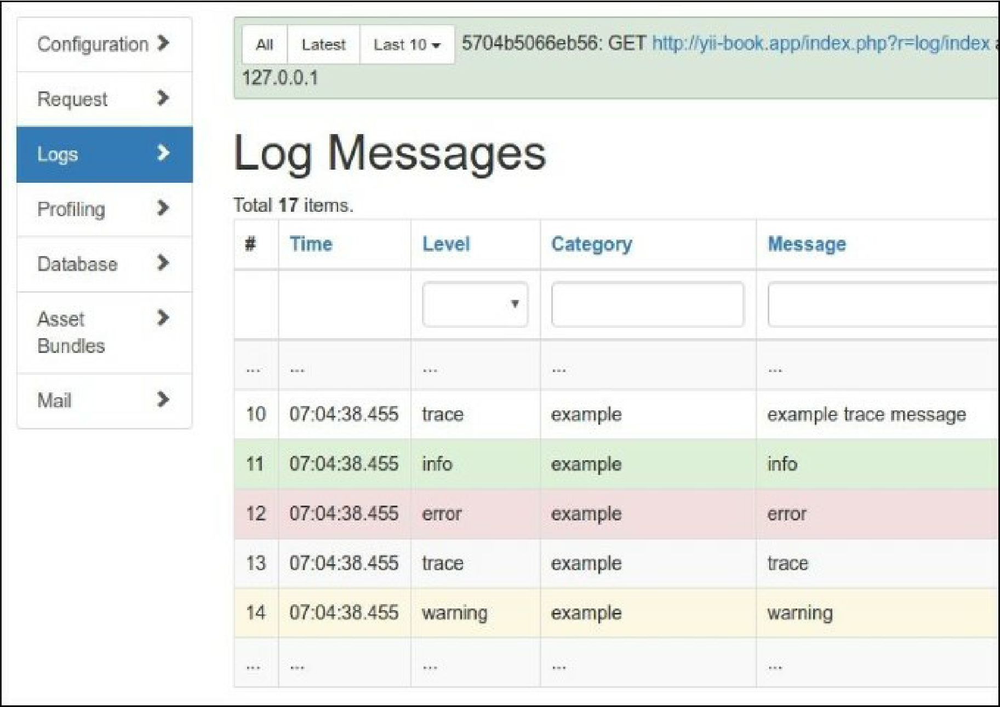 Configuration
Request
Logs
Profiling
Database
Asset
Bundles
Mail
All Latest Last 10 5704b5066eb56: GET http://yii-book.app/index.php?r=log/index a
127.0.0.1
Log Messages
Total 17 items.
# Time Level Category Message
... ... ... ... ...
10 07:04:38.455 trace example example trace message
11 07:04:38.455 info example info
12 07:04:38.455 error example error
13 07:04:38.455 trace example trace
14 07:04:38.455 warning example warning
... ... ... ... ...